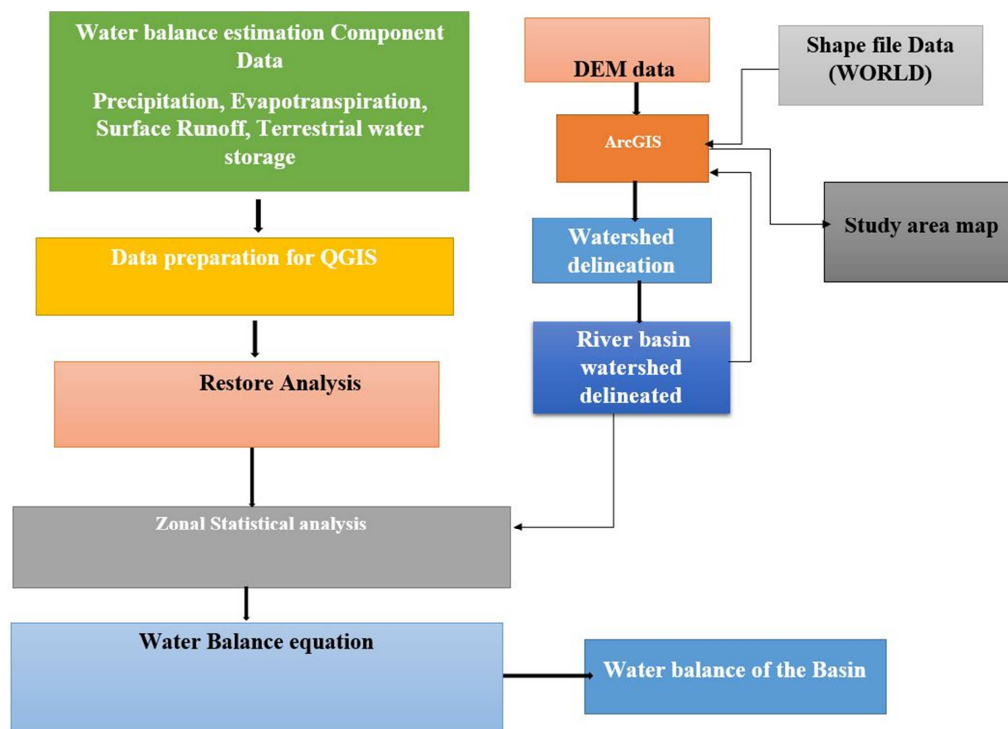 Water balance estimation Component
Data
Precipitation, Evapotranspiration,
Surface Runoff, Terrestrial water
storage
Data preparation for QGIS
Restore Analysis
Zonal Statistical analysis
Water Balance equation
Water balance of the Basin
DEM data
ArcGIS
Watershed
delineation
River basin
watershed
delineated
Shape file Data
(WORLD)
Study area map